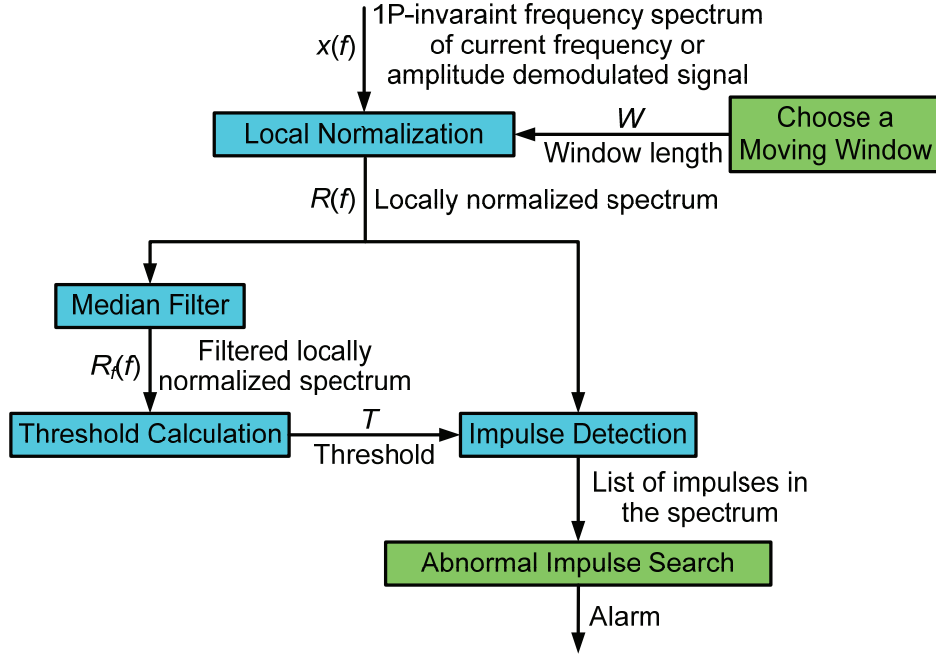 1P-invaraint frequency spectrum
of current frequency or
amplitude demodulated signal
x(f)
Local Normalization
W
Window length
Choose a
Moving Window
R(f)
Locally normalized spectrum
Median Filter
Rf(f)
Filtered locally
normalized spectrum
Threshold Calculation
T
Threshold
Impulse Detection
List of impulses in
the spectrum
Abnormal Impulse Search
Alarm